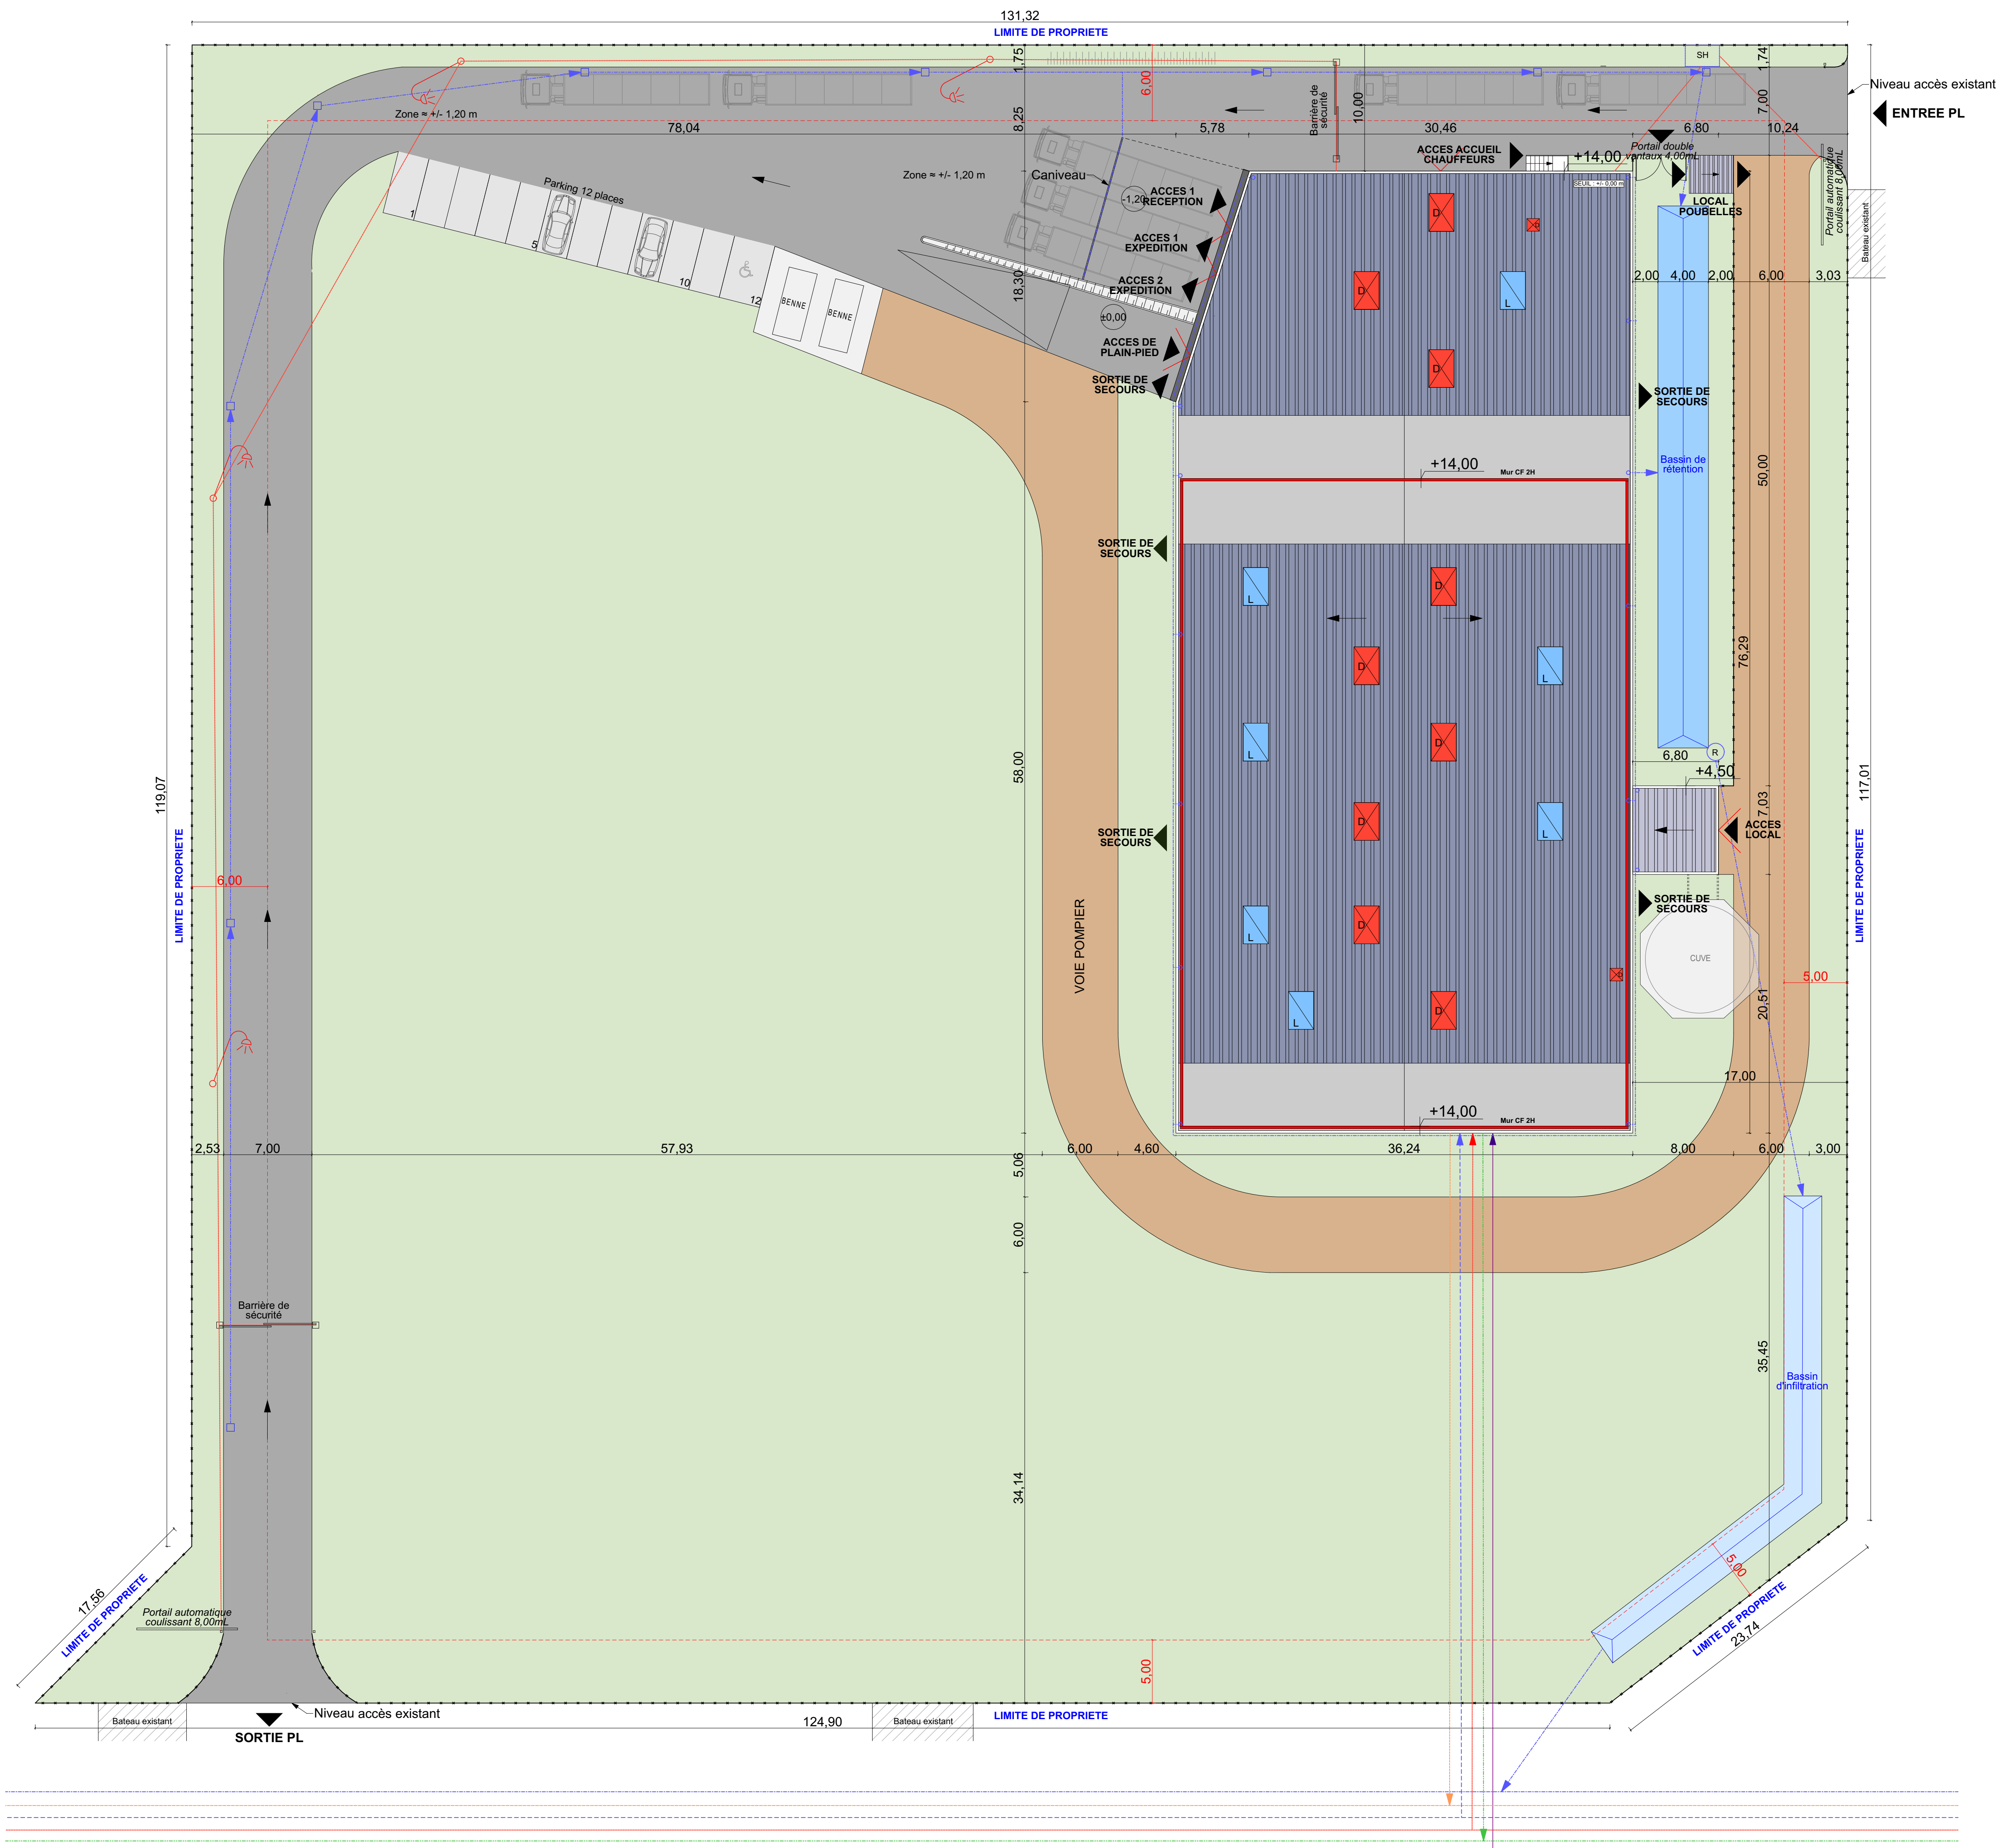 131,32
LIMITE DE PROPRIETE
1,75
6,00
SH
1,74
Niveau accès existant
ENTREE PL
7,00
Zone ≈ +/- 1,20 m
78,04
8,25
5,78
Barrière de
sécurité
10,00
30,46
6,80
10,24
ACCES ACCUEIL
CHAUFFEURS
+14,00
Portail double
vantaux 4,00mL
Portail automatique
coulissant 8,00mL
Bateau existant
SEUIL : +/- 0,00 m
LOCAL
POUBELLES
Zone ≈ +/- 1,20 m
Caniveau
-1,20
ACCES 1
RECEPTION
ACCES 1
EXPEDITION
ACCES 2
EXPEDITION
±0,00
ACCES DE
PLAIN-PIED
SORTIE DE
SECOURS
18,30
Parking 12 places
1
5
10
12
BENNE
BENNE
D
D
D
L
D
2,00
4,00
2,00
6,00
3,03
SORTIE DE
SECOURS
Bassin de
rétention
50,00
+14,00
Mur CF 2H
SORTIE DE
SECOURS
L
D
D
L
L
D
D
L
L
D
D
L
D
76,29
58,00
119,07
LIMITE DE PROPRIETE
6,00
SORTIE DE
SECOURS
VOIE POMPIER
R
6,80
+4,50
7,03
ACCES
LOCAL
SORTIE DE
SECOURS
CUVE
117,01
LIMITE DE PROPRIETE
5,00
20,51
17,00
+14,00
Mur CF 2H
2,53
7,00
57,93
6,00
4,60
36,24
8,00
6,00
3,00
5,06
6,00
Barrière de
sécurité
34,14
35,45
Bassin
d'infiltration
5,00
LIMITE DE PROPRIETE
23,74
17,56
LIMITE DE PROPRIETE
Portail automatique
coulissant 8,00mL
5,00
Bateau existant
Niveau accès existant
SORTIE PL
124,90
Bateau existant
LIMITE DE PROPRIETE